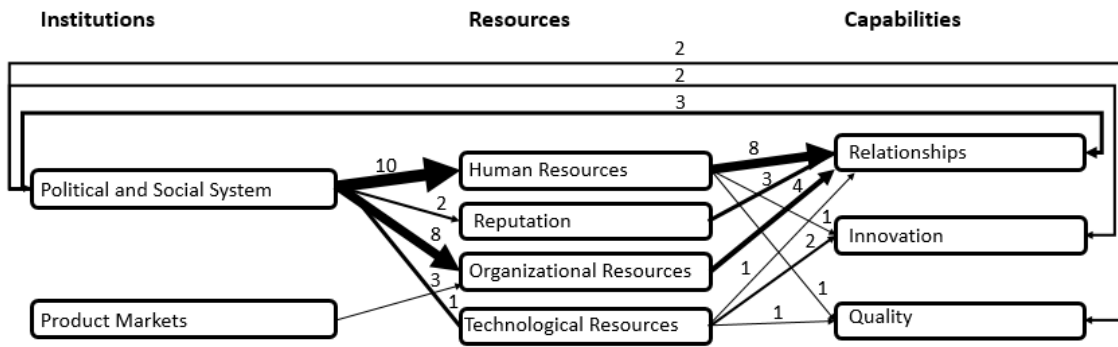 Institutions
Resources
Capabilities
2
2
3
Political and Social System
Product Markets
10
2
8
3
1
Human Resources
Reputation
Organizational Resources
Technological Resources
8
3
4
1
2
1
1
1
Relationships
Innovation
Quality